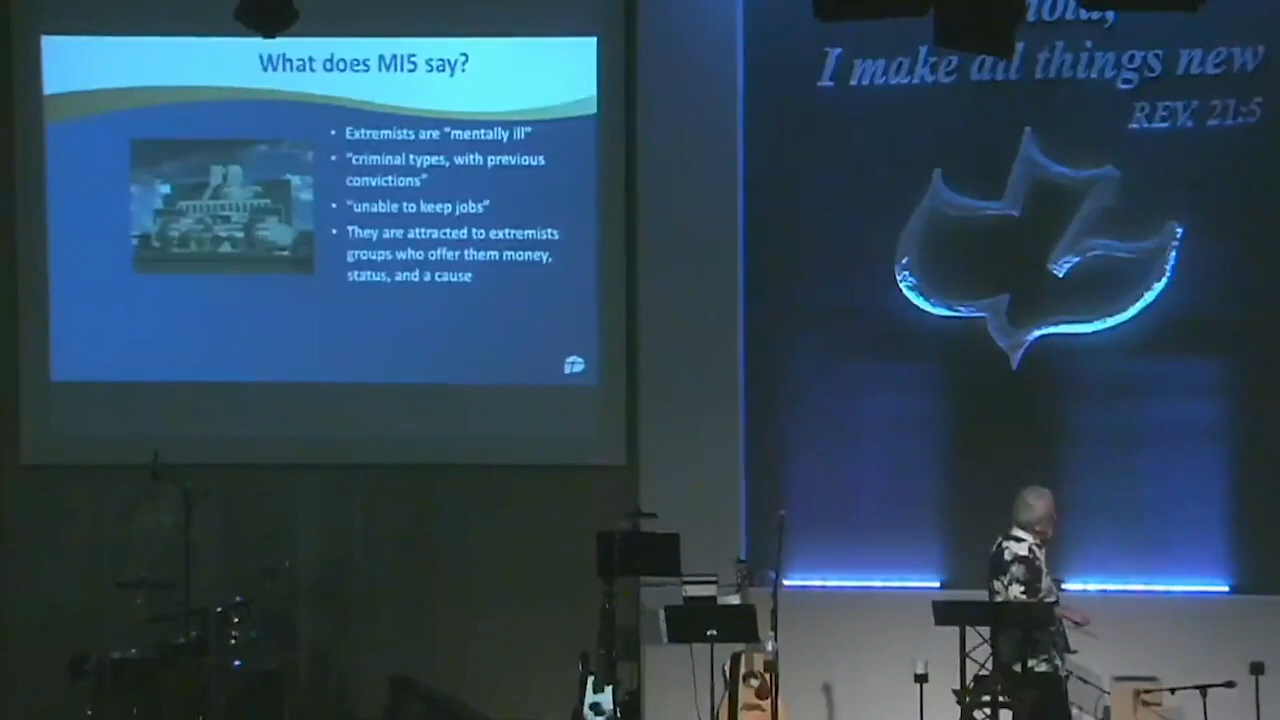 What does MI5 say?
• Extremists are "mentally ill"
• "criminal types, with previous
convictions"
• "unable to keep jobs"
• They are attracted to extremists
groups who offer them money,
status, and a cause
I make all things new
REV. 21:5